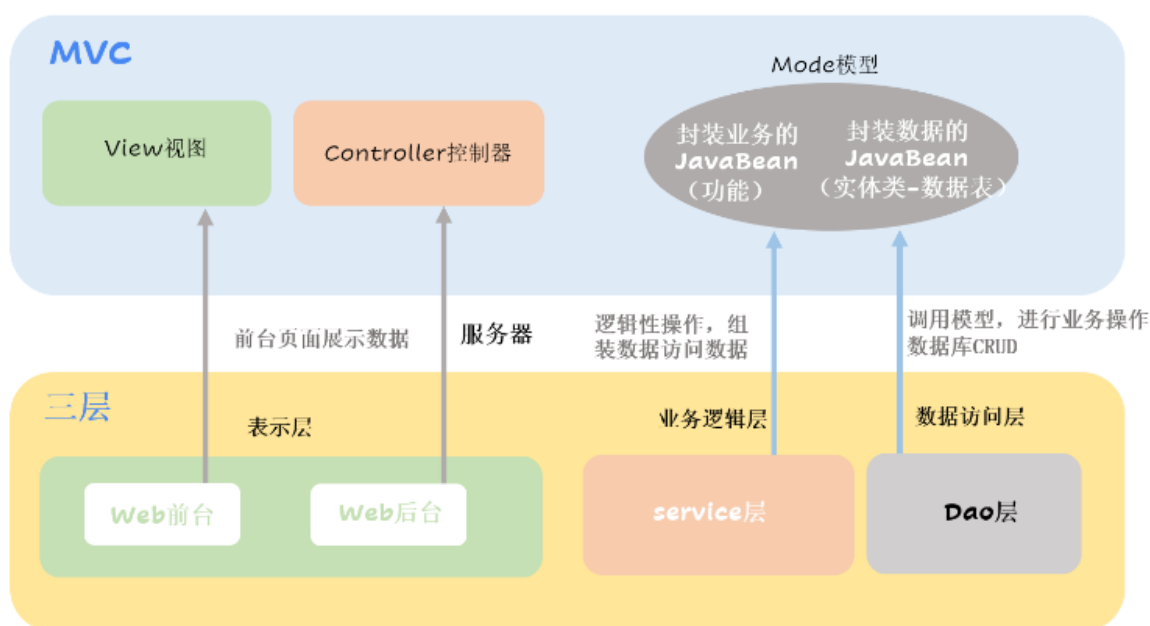 MVC
Mode模型
View视图
Controller控制器
封装业务的
JavaBean
（功能）
封装数据的
JavaBean
（实体类-数据表）
前台页面展示数据
服务器
逻辑性操作，组
装数据访问数据
调用模型，进行业务操作
数据库CRUD
三层
表示层
业务逻辑层
数据访问层
Web前台
Web后台
service层
Dao层